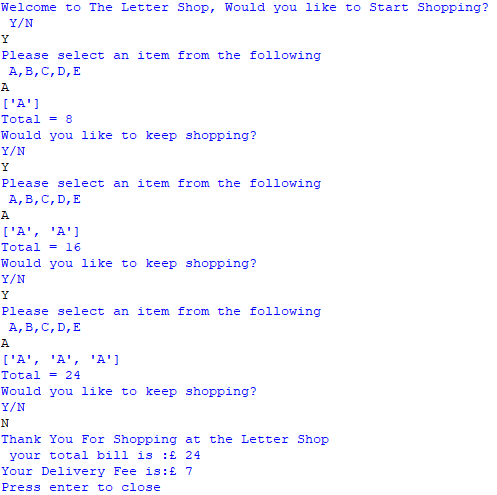 Welcome to The Letter Shop, Would you like to Start Shopping?
 Y/N
Y
Please select an item from the following
 A,B,C,D,E
A
['A']
Total = 8
Would you like to keep shopping?
Y/N
Y
Please select an item from the following
 A,B,C,D,E
A
['A', 'A']
Total = 16
Would you like to keep shopping?
Y/N
Y
Please select an item from the following
 A,B,C,D,E
A
['A', 'A', 'A']
Total = 24
Would you like to keep shopping?
Y/N
N
Thank You For Shopping at the Letter Shop
 your total bill is :£ 24
Your Delivery Fee is:£ 7
Press enter to close